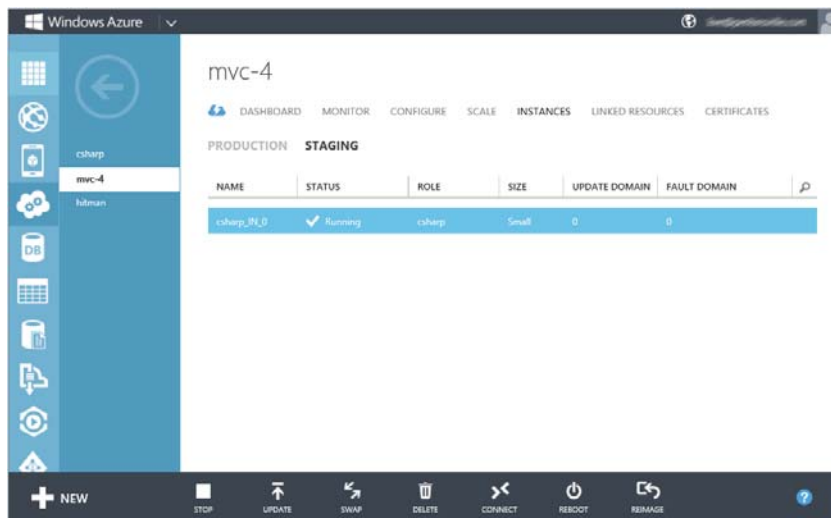 Windows Azure
mvc-4
DASHBOARD MONITOR CONFIGURE SCALE INSTANCES LINKED RESOURCES CERTIFICATES
csharp
mvc-4
hitman
PRODUCTION STAGING
NAME STATUS ROLE SIZE UPDATE DOMAIN FAULT DOMAIN
csharp_IN_0 Running csharp Small 0 0
DB
NEW
STOP UPDATE SWAP DELETE CONNECT REBOOT REIMAGE
?